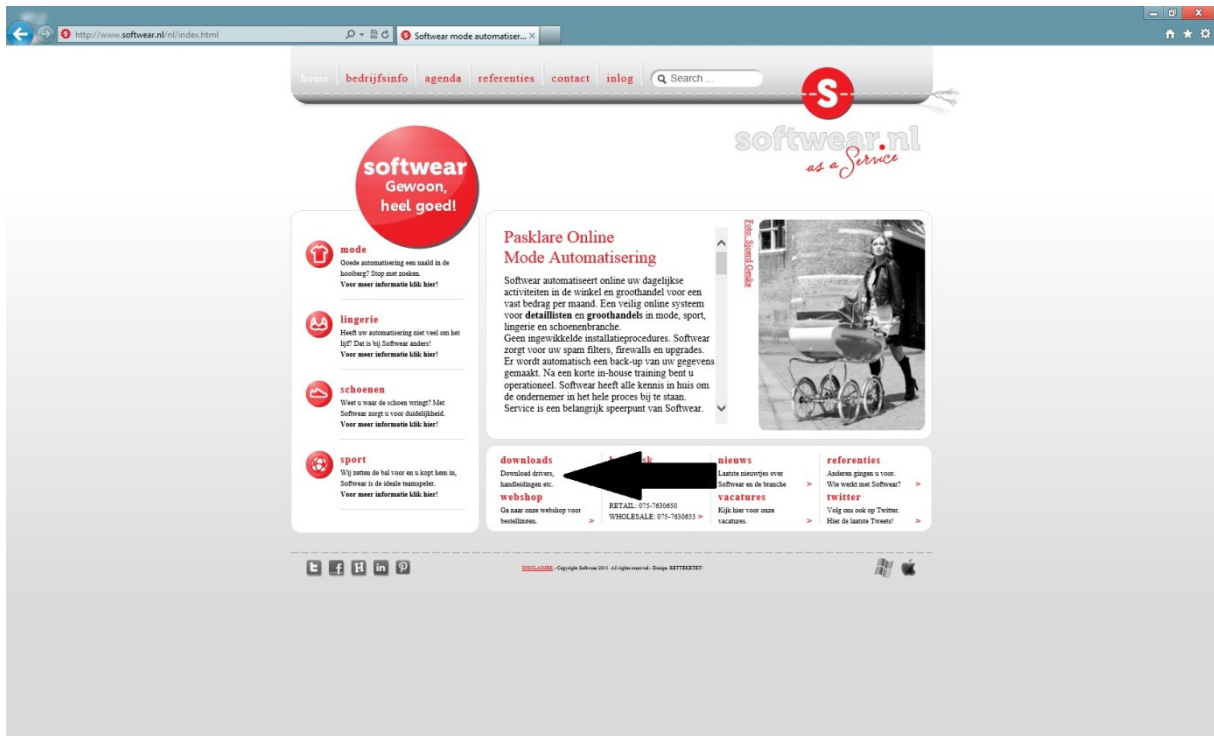 http://www.softwear.nl/nl/index.html
Softwear mode automatiser...
home bedrijfsinfo agenda referenties contact inlog Search ...
S
softwear.nl
as a Service
softwear
Gewoon,
heel goed!
mode
Goede automatisering een naald in de
hooiberg? Stop met zoeken.
Voor meer informatie klik hier!
lingerie
Heeft uw automatisering niet veel om het
lijf? Dat is bij Softwear anders!
Voor meer informatie klik hier!
schoenen
Weet u waar de schoen wringt? Met
Softwear zorgt u voor duidelijkheid.
Voor meer informatie klik hier!
sport
Wij zetten de bal voor en u kopt hem in,
Softwear is de ideale teamspeler.
Voor meer informatie klik hier!
Pasklare Online
Mode Automatisering
Softwear automatiseert online uw dagelijkse
activiteiten in de winkel en groothandel voor een
vast bedrag per maand. Een veilig online systeem
voor detaillisten en groothandels in mode, sport,
lingerie en schoenenbranche.
Geen ingewikkelde installatieprocedures. Softwear
zorgt voor uw spam filters, firewalls en upgrades.
Er wordt automatisch een back-up van uw gegevens
gemaakt. Na een korte in-house training bent u
operationeel. Softwear heeft alle kennis in huis om
de ondernemer in het hele proces bij te staan.
Service is een belangrijk speerpunt van Softwear.
Foto: Sjoerd Geuke
downloads
Download drivers,
handleidingen etc.
webshop
Ga naar onze webshop voor
bestellingen. >
RETAIL: 075-7630650
WHOLESALE: 075-7630655 >
nieuws
Laatste nieuwtjes over
Softwear en de branche >
vacatures
Kijk hier voor onze
vacatures. >
referenties
Anderen gingen u voor.
Wie werkt met Softwear? >
twitter
Volg ons ook op Twitter.
Hier de laatste Tweets! >
DISCLAIMER - Copyright Softwear 2011. All rights reserved - Design: RETTEKETET!